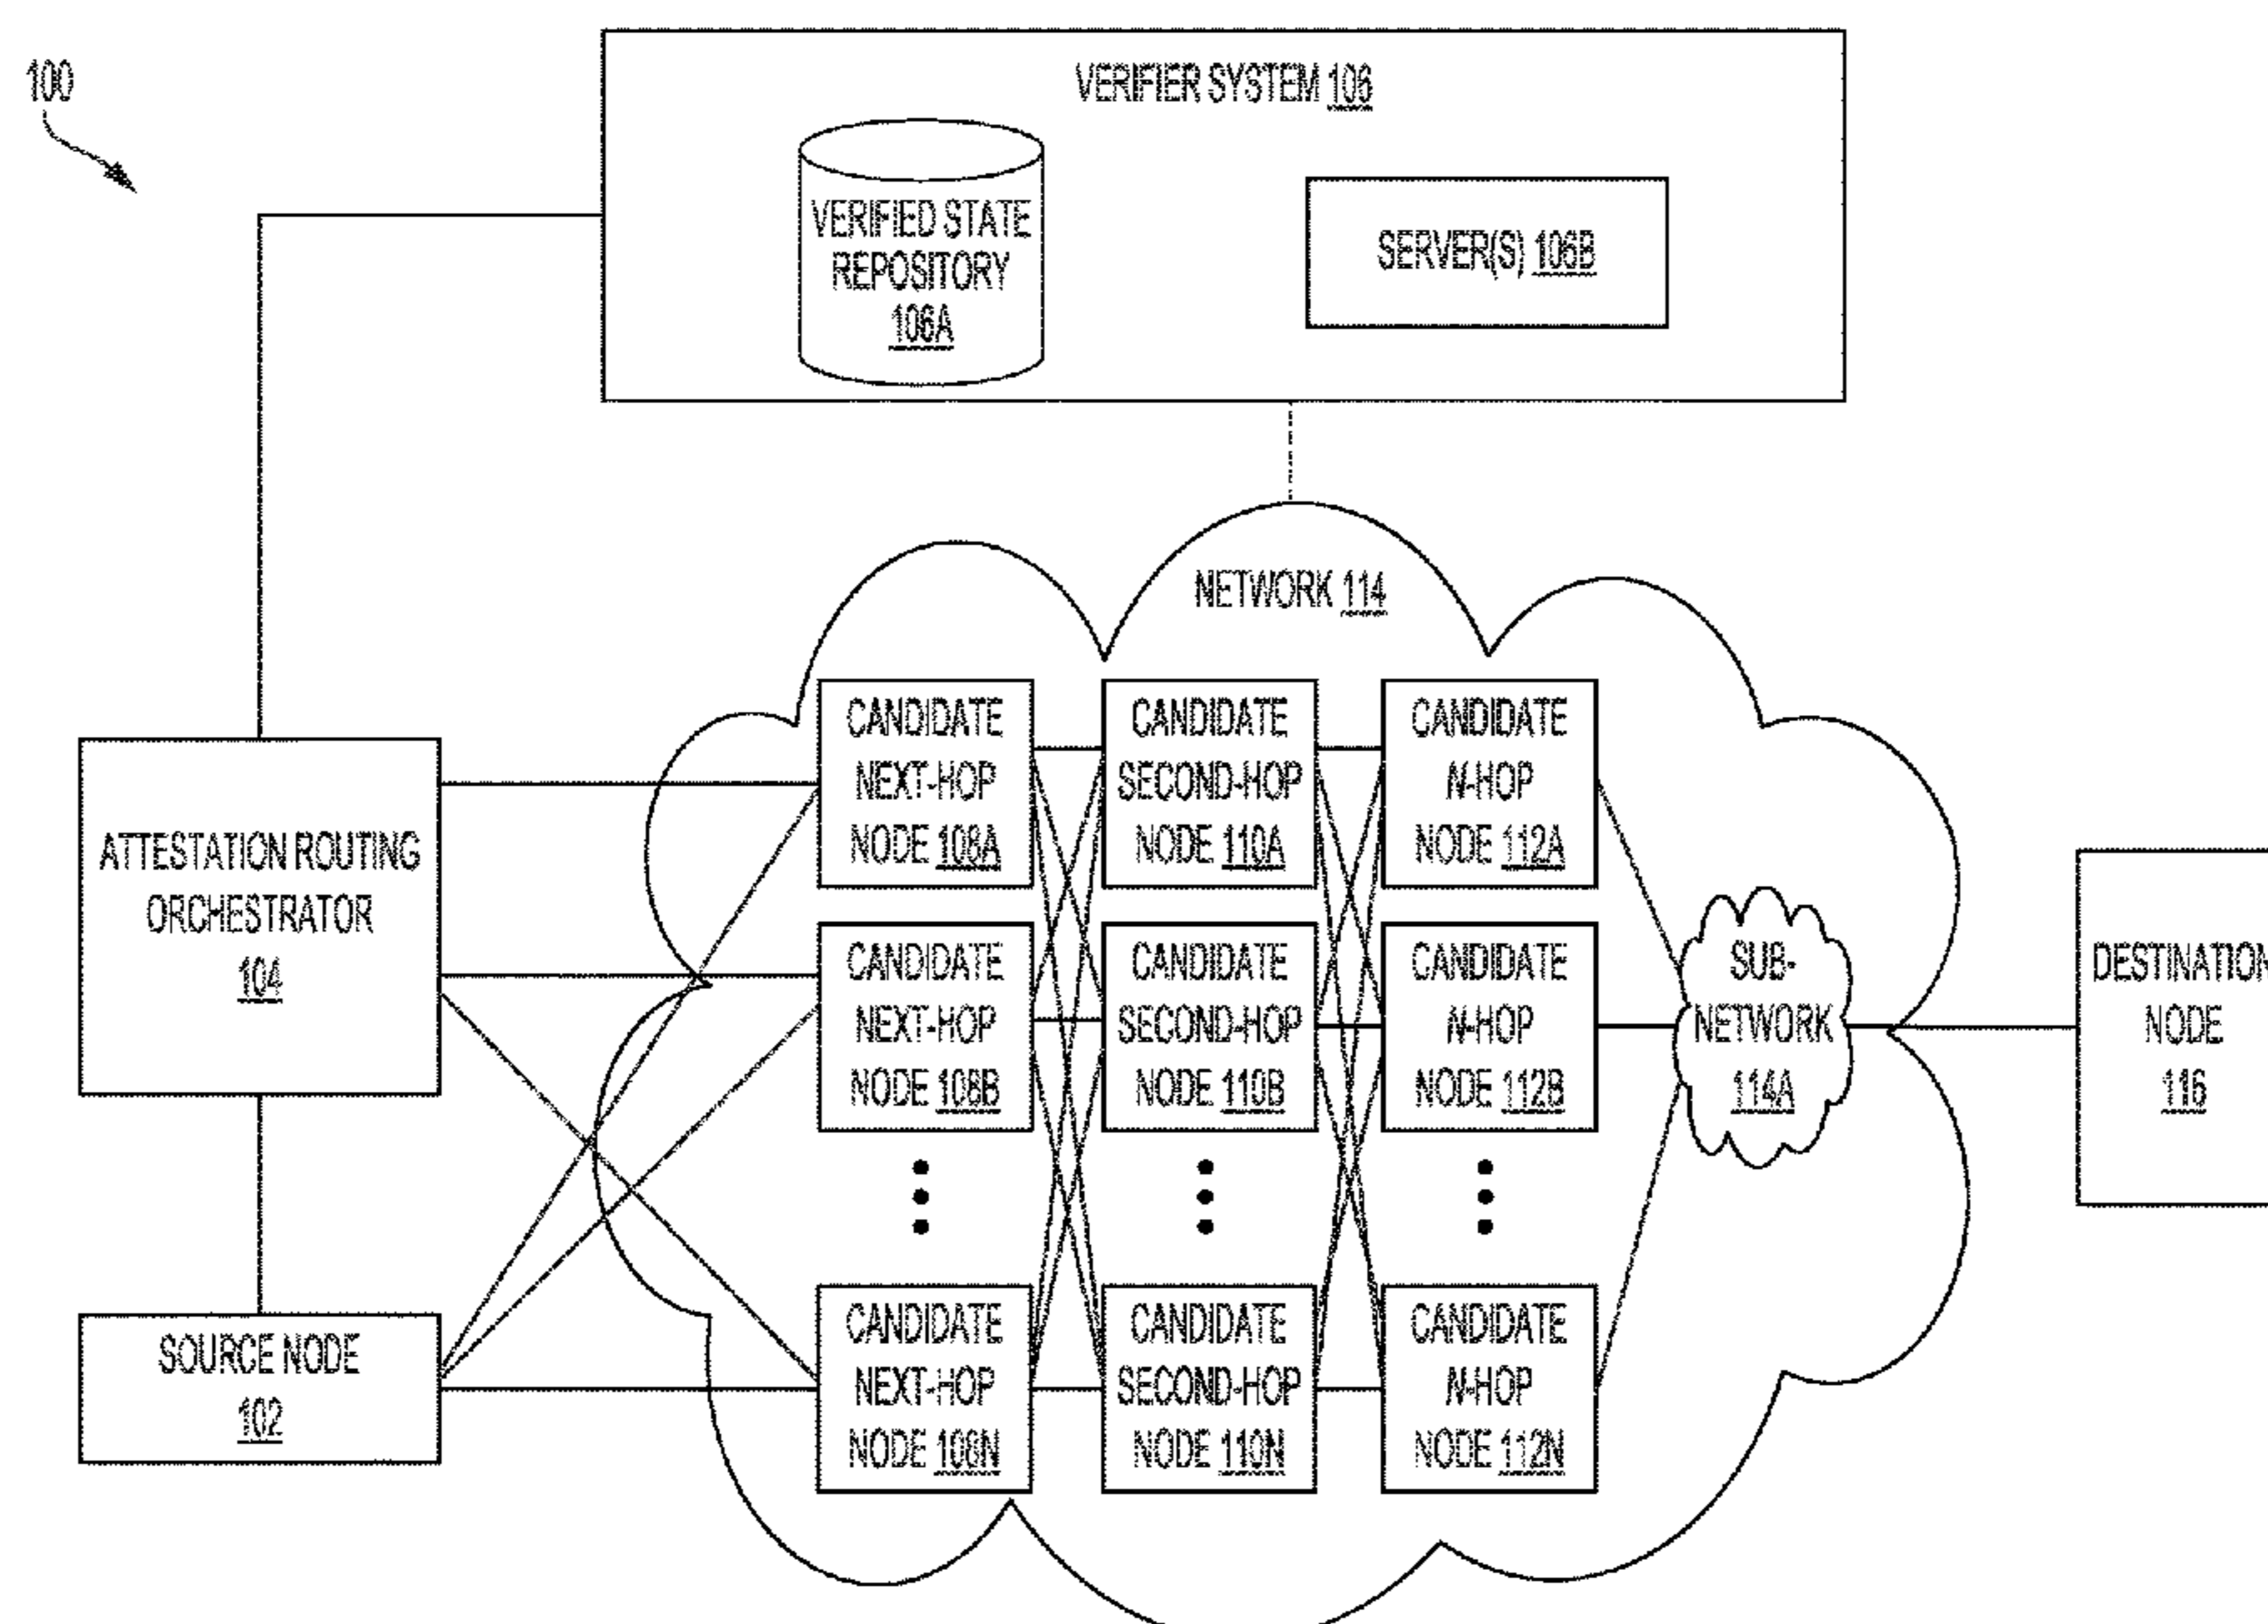 100
VERIFIER SYSTEM 106
VERIFIED STATE
REPOSITORY
106A
SERVER(S) 106B
NETWORK 114
ATTESTATION ROUTING
ORCHESTRATOR
104
SOURCE NODE
102
CANDIDATE
NEXT-HOP
NODE 108A
CANDIDATE
SECOND-HOP
NODE 110A
CANDIDATE
N-HOP
NODE 112A
CANDIDATE
NEXT-HOP
NODE 108B
CANDIDATE
SECOND-HOP
NODE 110B
CANDIDATE
N-HOP
NODE 112B
CANDIDATE
NEXT-HOP
NODE 108N
CANDIDATE
SECOND-HOP
NODE 110N
CANDIDATE
N-HOP
NODE 112N
SUB-
NETWORK
114A
DESTINATION
NODE
116